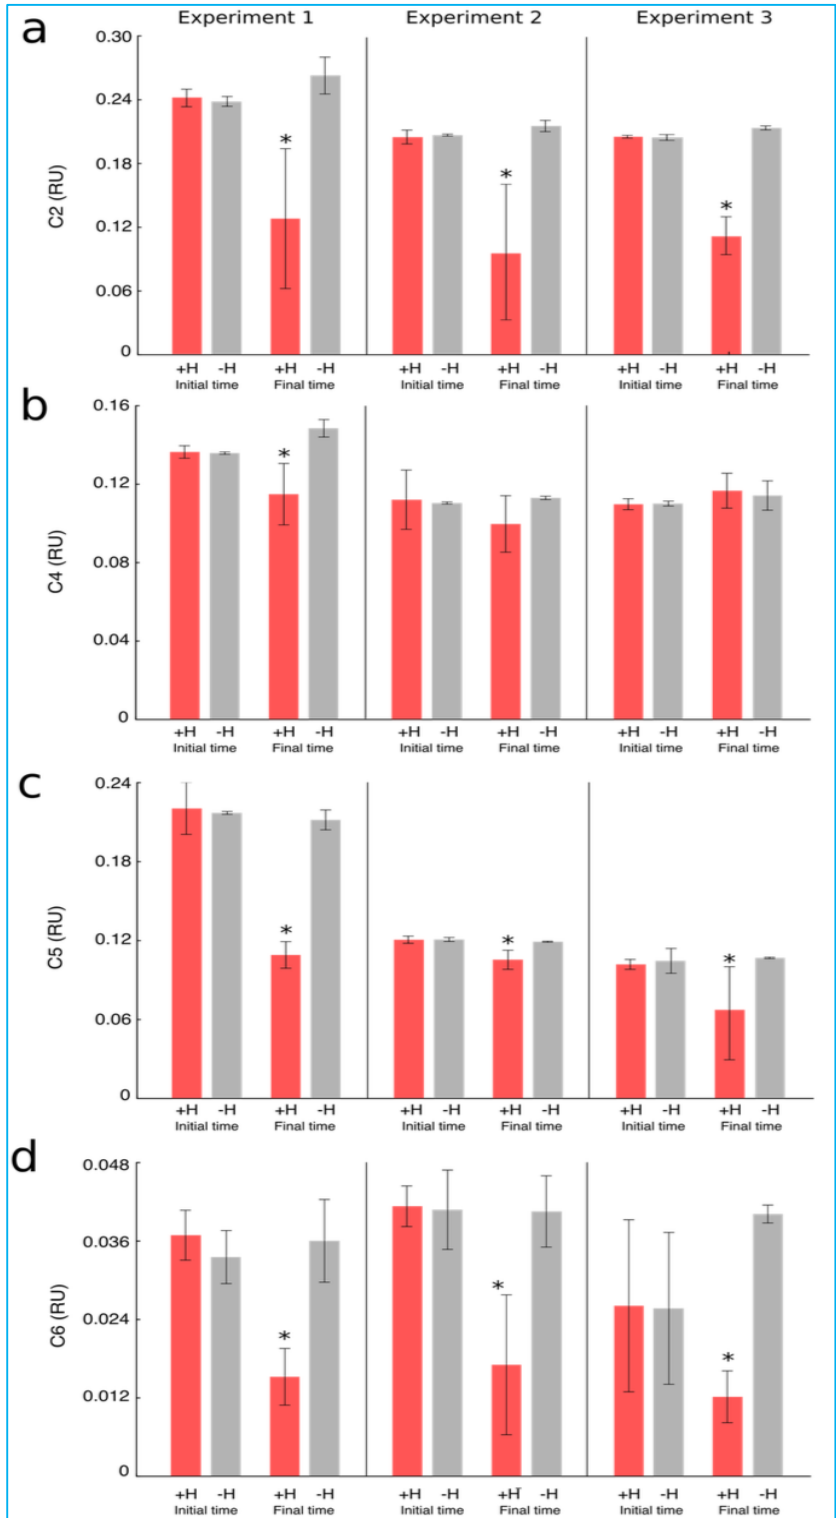 a
Experiment 1 Experiment 2 Experiment 3
0.30
0.24
0.18
0.12
0.06
0
C2 (RU)
* * *
+H -H +H -H +H -H +H -H +H -H +H -H
Initial time Final time Initial time Final time Initial time Final time
b
0.16
0.12
0.08
0.04
0
C4 (RU)
*
+H -H +H -H +H -H +H -H +H -H +H -H
Initial time Final time Initial time Final time Initial time Final time
c
0.24
0.18
0.12
0.06
0
C5 (RU)
* * *
+H -H +H -H +H -H +H -H +H -H +H -H
Initial time Final time Initial time Final time Initial time Final time
d
0.048
0.036
0.024
0.012
0
C6 (RU)
* * *
+H -H +H -H +H -H +H -H +H -H +H -H
Initial time Final time Initial time Final time Initial time Final time